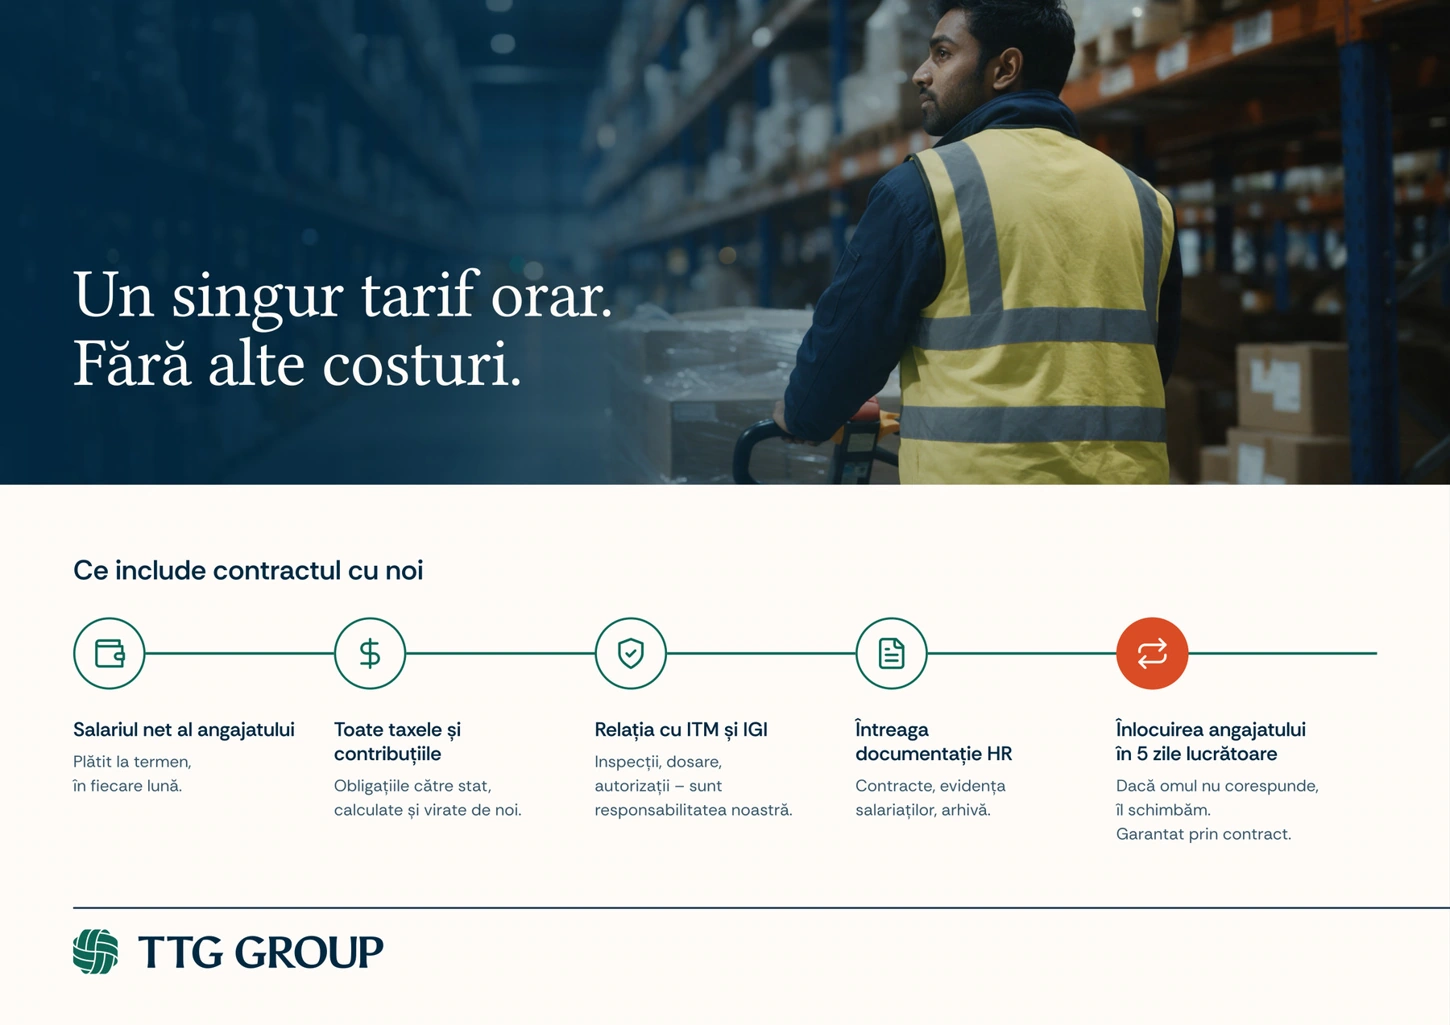 Un singur tarif orar.
Fără alte costuri.
Ce include contractul cu noi
Salariul net al angajatului
Plătit la termen,
în fiecare lună.
Toate taxele și
contribuțiile
Obligațiile către stat,
calculate și virate de noi.
Relația cu ITM și IGI
Inspecții, dosare,
autorizații – sunt
responsabilitatea noastră.
Întreaga
documentație HR
Contracte, evidența
salariaților, arhivă.
Înlocuirea angajatului
în 5 zile lucrătoare
Dacă omul nu corespunde,
îl schimbăm.
Garantat prin contract.
TTG GROUP